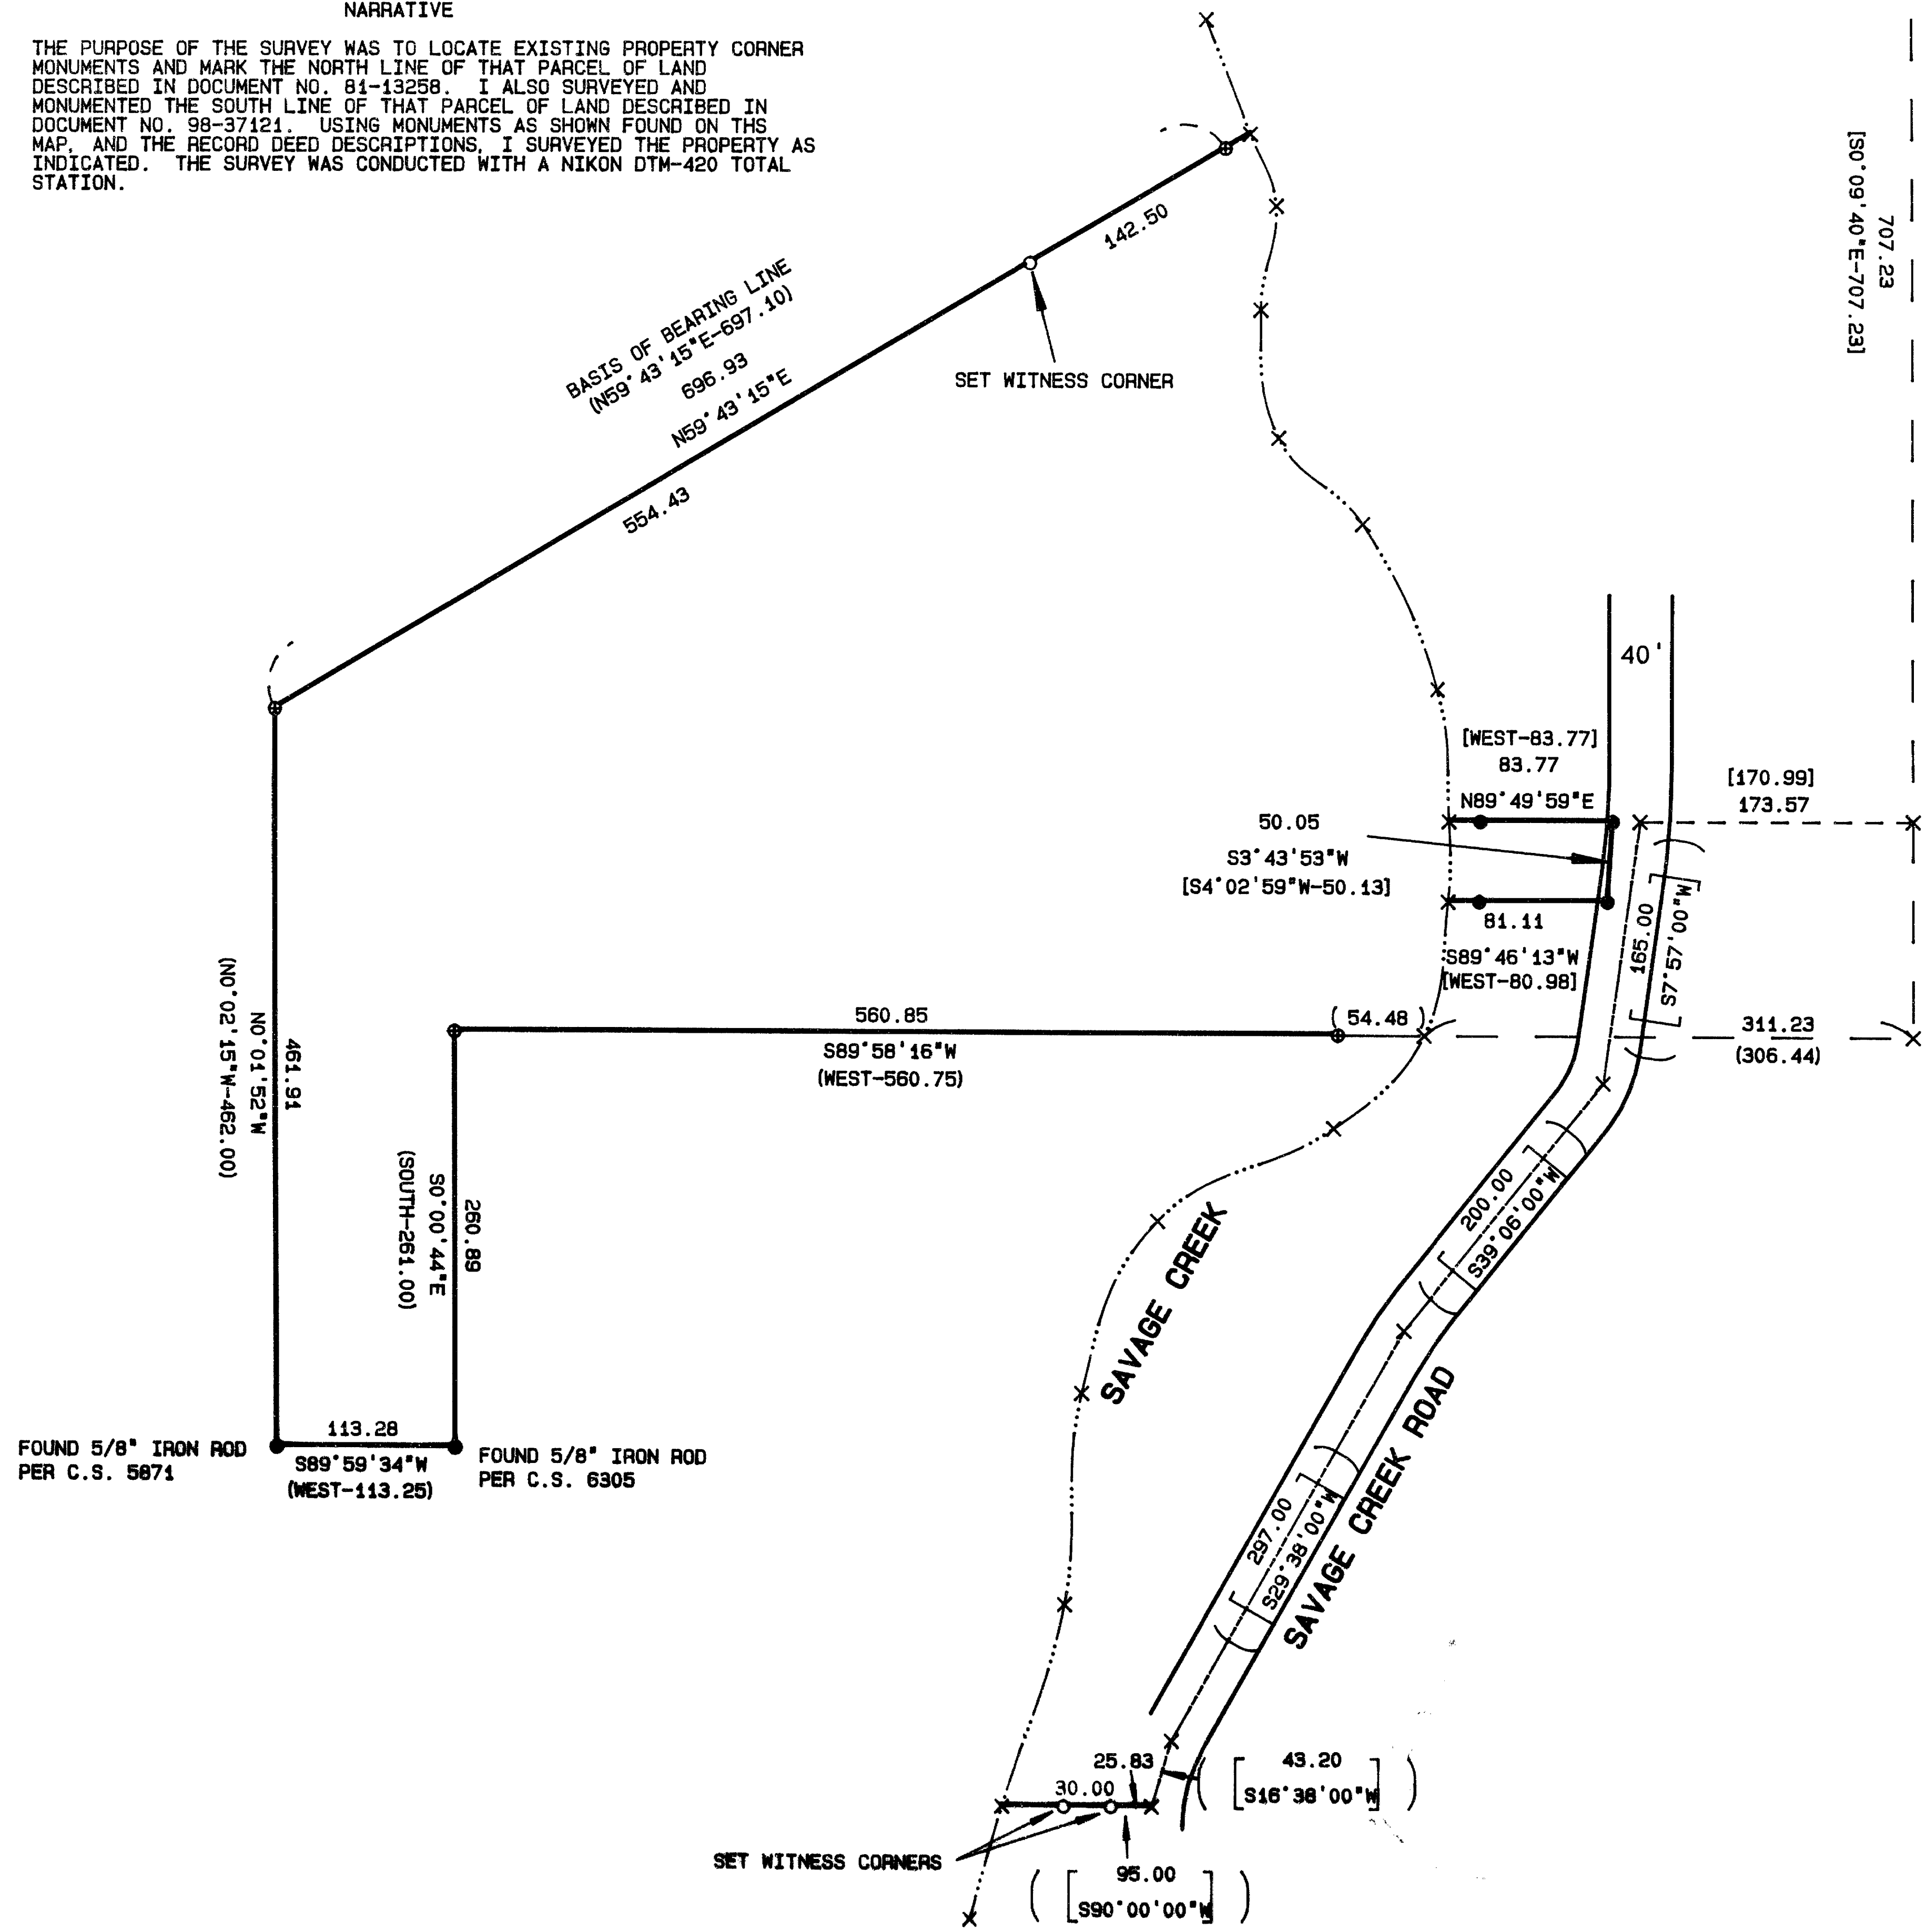 NARRATIVE
THE PURPOSE OF THE SURVEY WAS TO LOCATE EXISTING PROPERTY CORNER
MONUMENTS AND MARK THE NORTH LINE OF THAT PARCEL OF LAND
DESCRIBED IN DOCUMENT NO. 81-13258. I ALSO SURVEYED AND
MONUMENTED THE SOUTH LINE OF THAT PARCEL OF LAND DESCRIBED IN
DOCUMENT NO. 98-37121. USING MONUMENTS AS SHOWN FOUND ON THS
MAP, AND THE RECORD DEED DESCRIPTIONS, I SURVEYED THE PROPERTY AS
INDICATED. THE SURVEY WAS CONDUCTED WITH A NIKON DTM-420 TOTAL
STATION.
707.23
[S0°09'40"E-707.23]
142.50
BASIS OF BEARING LINE
(N59°43'15"E-697.10)
696.93
N59°43'15"E
554.43
SET WITNESS CORNER
40'
[WEST-83.77]
83.77
N89°49'59"E
[170.99]
173.57
50.05
S3°43'53"W
[S4°02'59"W-50.13]
81.11
S89°46'13"W
[WEST-80.98]
165.00
S7°57'00"W
461.91
N0°01'52"W
(N0°02'15"W-462.00)
560.85
S89°58'16"W
(WEST-560.75)
(54.48)
311.23
(306.44)
260.89
S0°00'44"E
(SOUTH-261.00)
200.00
S39°06'00"W
SAVAGE CREEK
113.28
S89°59'34"W
(WEST-113.25)
FOUND 5/8" IRON ROD
PER C.S. 5871
FOUND 5/8" IRON ROD
PER C.S. 6305
297.00
S29°38'00"W
SAVAGE CREEK ROAD
25.83
30.00
43.20
S16°38'00"W
SET WITNESS CORNERS
95.00
S90°00'00"W